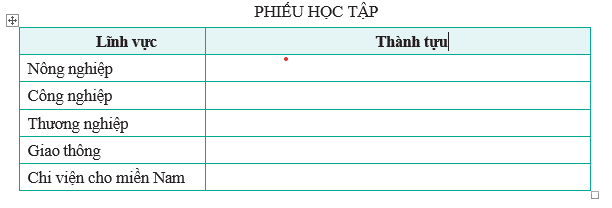 PHIẾU HỌC TẬP
Lĩnh vực Thành tựu
Nông nghiệp
Công nghiệp
Thương nghiệp
Giao thông
Chi viện cho miền Nam